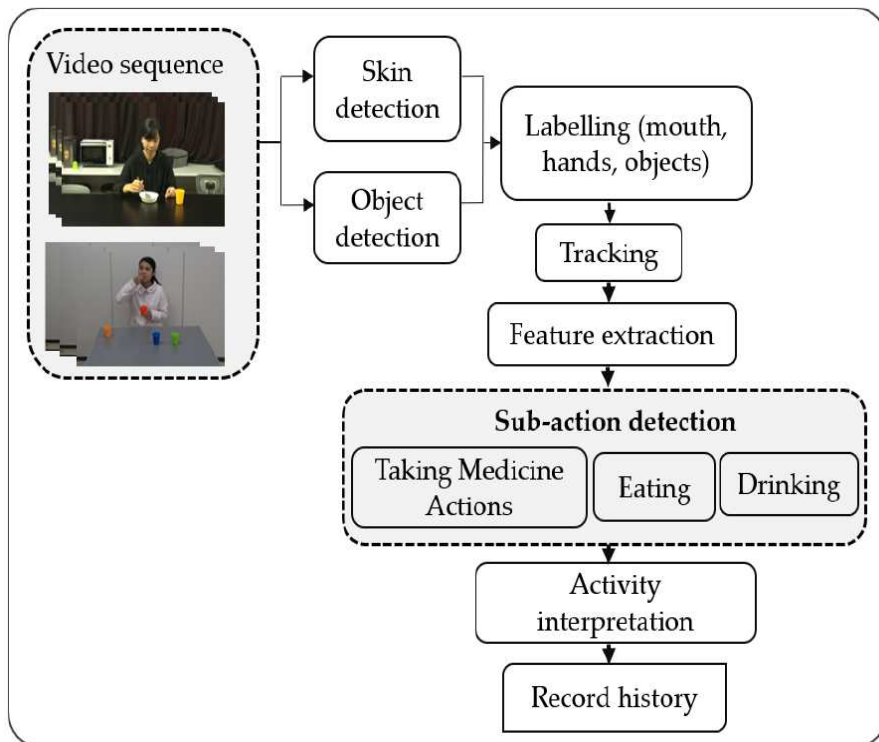 Video sequence
Skin
detection
Object
detection
Labelling (mouth,
hands, objects)
Tracking
Feature extraction
Sub-action detection
Taking Medicine
Actions
Eating
Drinking
Activity
interpretation
Record history